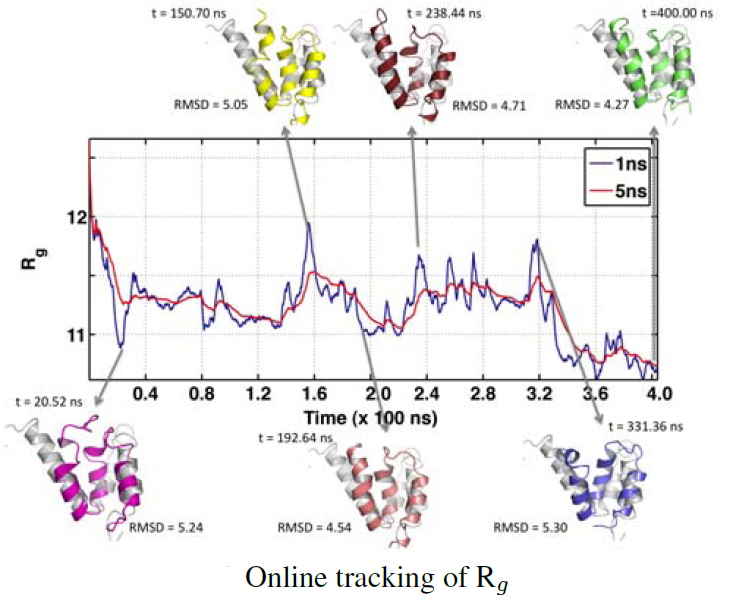 t = 150.70 ns
t = 238.44 ns
t =400.00 ns
RMSD = 5.05
RMSD = 4.71
RMSD = 4.27
1ns
5ns
12
11
Rg
0.4 0.8 1.2 1.6 2.0 2.4 2.8 3.2 3.6 4.0
Time (x 100 ns)
t = 20.52 ns
t = 192.64 ns
t = 331.36 ns
RMSD = 5.24
RMSD = 4.54
RMSD = 5.30
Online tracking of Rg